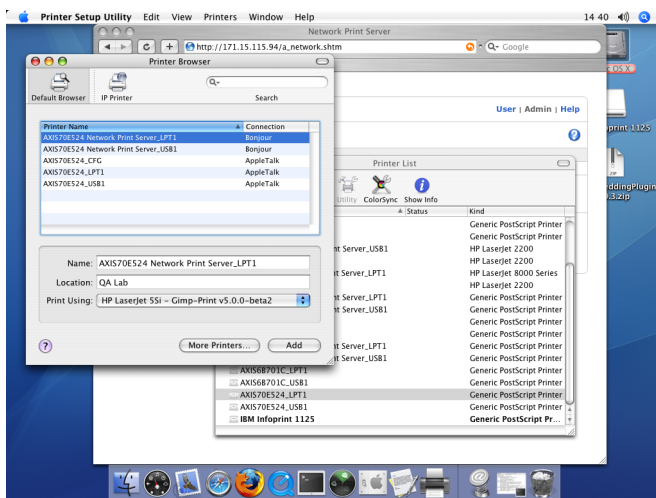 Printer Setup Utility Edit View Printers Window Help 14 40
Network Print Server
http://171.15.115.94/a_network.shtm
Google
Printer Browser
Default Browser IP Printer Search
User | Admin | Help
Printer Name Connection
AXIS70E524 Network Print Server_LPT1 Bonjour
AXIS70E524 Network Print Server_USB1 Bonjour
AXIS70E524_CFG AppleTalk
AXIS70E524_LPT1 AppleTalk
AXIS70E524_USB1 AppleTalk
Name: AXIS70E524 Network Print Server_LPT1
Location: QA Lab
Print Using: HP LaserJet 5Si – Gimp-Print v5.0.0-beta2
? More Printers... Add
Printer List
Utility ColorSync Show Info
Status Kind
Generic PostScript Printer
Generic PostScript Printer
nt Server_USB1 HP LaserJet 2200
HP LaserJet 2200
nt Server_LPT1 HP LaserJet 8000 Series
HP LaserJet 2200
nt Server_LPT1 Generic PostScript Printer
nt Server_USB1 Generic PostScript Printer
Generic PostScript Printer
Generic PostScript Printer
nt Server_LPT1 Generic PostScript Printer
nt Server_USB1 Generic PostScript Printer
AXIS6B701C_LPT1 Generic PostScript Printer
AXIS6B701C_USB1 Generic PostScript Printer
AXIS70E524_LPT1 Generic PostScript Printer
AXIS70E524_USB1 Generic PostScript Printer
IBM Infoprint 1125 Generic PostScript Pr...
c OS X
oprint 1125
ZIP
ddingPlugin
.3.zip